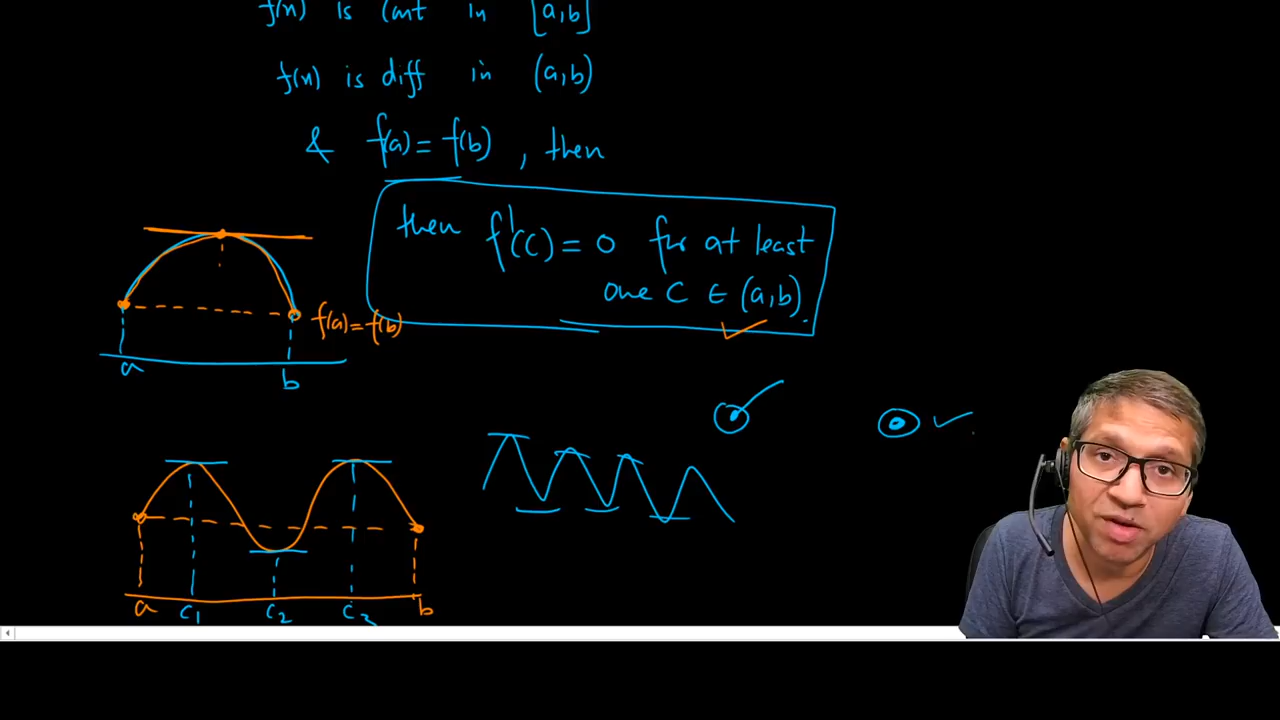 f(x) is Cont in [a,b]
f(x) is diff in (a,b)
& f(a) = f(b), then
then f'(C) = 0 for at least
one C ∈ (a,b).
f(a)=f(b)
a b
a C1 C2 C3 b